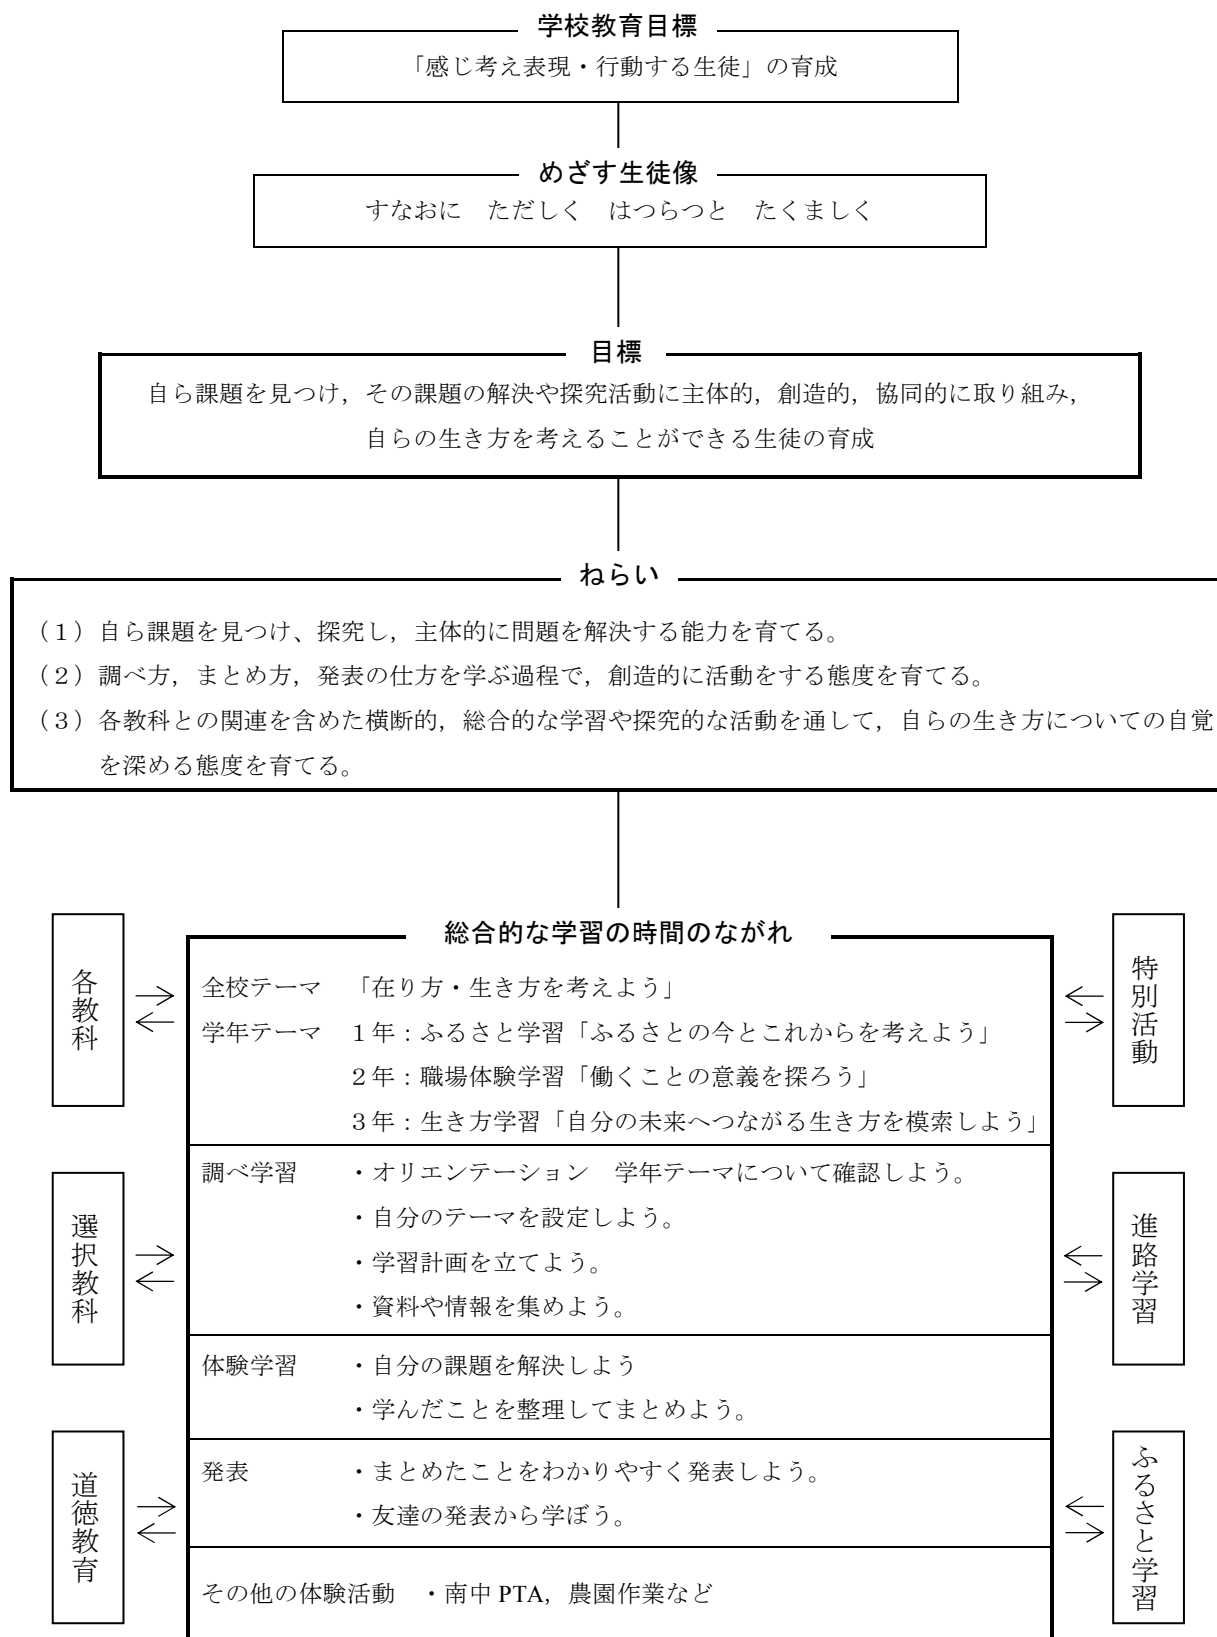 学校教育目標
「感じ考え表現・行動する生徒」の育成
めざす生徒像
すなおに　ただしく　はつらつと　たくましく
目標
自ら課題を見つけ，その課題の解決や探究活動に主体的，創造的，協同的に取り組み，
自らの生き方を考えることができる生徒の育成
ねらい
（１）自ら課題を見つけ、探究し，主体的に問題を解決する能力を育てる。
（２）調べ方，まとめ方，発表の仕方を学ぶ過程で，創造的に活動をする態度を育てる。
（３）各教科との関連を含めた横断的，総合的な学習や探究的な活動を通して，自らの生き方についての自覚
を深める態度を育てる。
総合的な学習の時間のながれ
各教科
選択教科
道徳教育
全校テーマ　「在り方・生き方を考えよう」
学年テーマ　１年：ふるさと学習「ふるさとの今とこれからを考えよう」
２年：職場体験学習「働くことの意義を探ろう」
３年：生き方学習「自分の未来へつながる生き方を模索しよう」
調べ学習　・オリエンテーション　学年テーマについて確認しよう。
・自分のテーマを設定しよう。
・学習計画を立てよう。
・資料や情報を集めよう。
体験学習　・自分の課題を解決しよう
・学んだことを整理してまとめよう。
発表　・まとめたことをわかりやすく発表しよう。
・友達の発表から学ぼう。
その他の体験活動　・南中 PTA，農園作業など
特別活動
進路学習
ふるさと学習